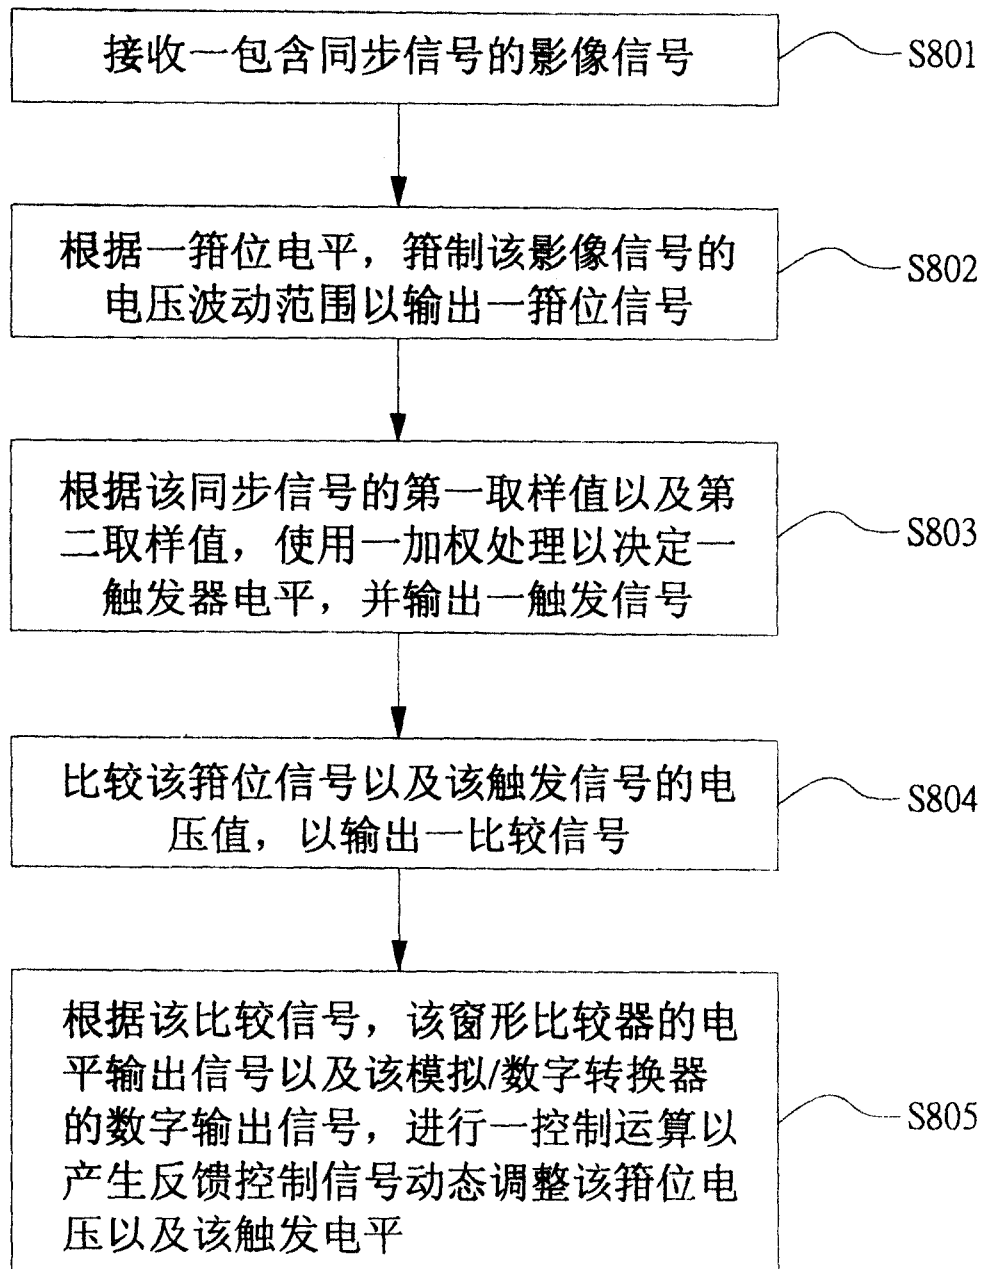 接收一包含同步信号的影像信号
S801
根据一箝位电平，箝制该影像信号的
电压波动范围以输出一箝位信号
S802
根据该同步信号的第一取样值以及第
二取样值，使用一加权处理以决定一
触发器电平，并输出一触发信号
S803
比较该箝位信号以及该触发信号的电
压值，以输出一比较信号
S804
根据该比较信号，该窗形比较器的电
平输出信号以及该模拟/数字转换器
的数字输出信号，进行一控制运算以
产生反馈控制信号动态调整该箝位电
压以及该触发电平
S805